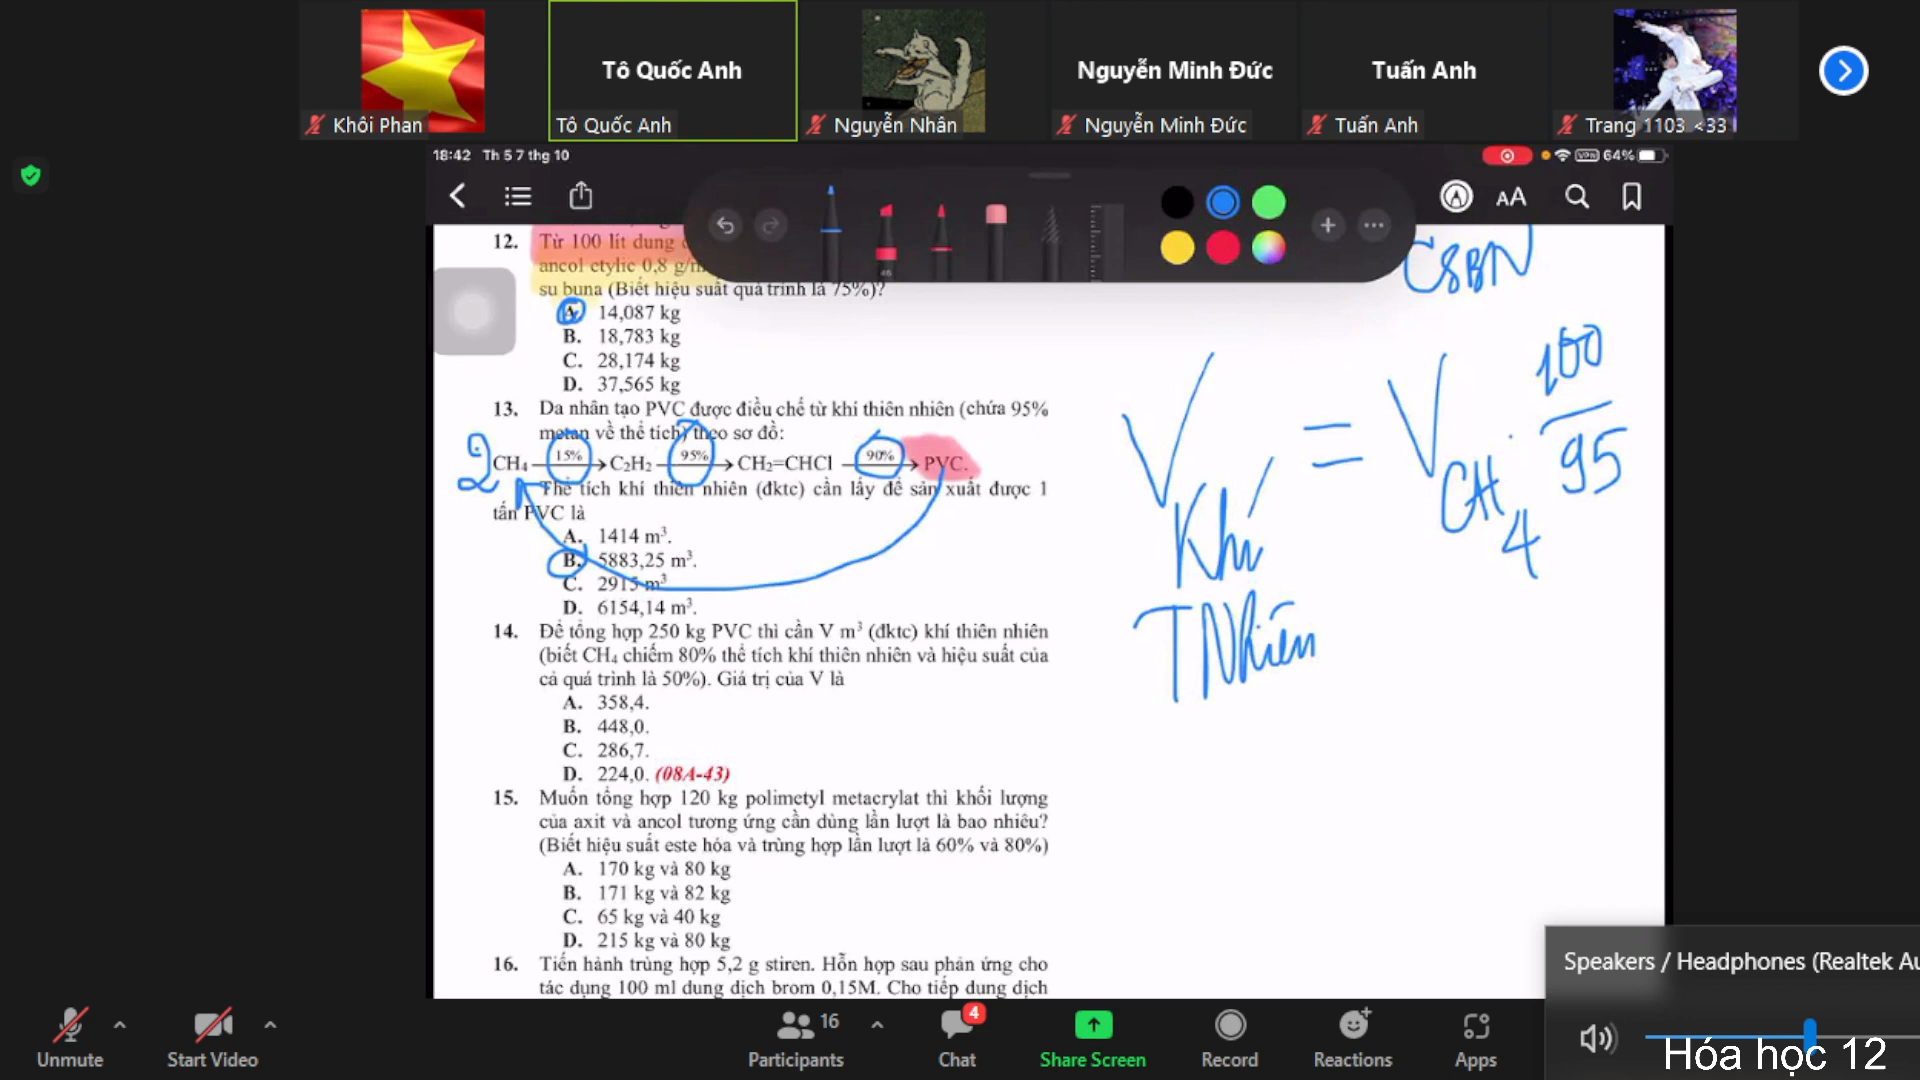 Tô Quốc Anh
Nguyễn Minh Đức
Tuấn Anh
Khôi Phan
Tô Quốc Anh
Nguyễn Nhân
Nguyễn Minh Đức
Tuấn Anh
Trang 1103 <33
18:42 Th 5 7 thg 10
VPN 64%
AA
12. Từ 100 lít dung
ancol etylic 0,8 g/m
su buna (Biết hiệu suất quá trình là 75%)?
A. 14,087 kg
B. 18,783 kg
C. 28,174 kg
D. 37,565 kg
13. Da nhân tạo PVC được điều chế từ khí thiên nhiên (chứa 95%
metan về thể tích) theo sơ đồ:
2 CH₄ 15% C₂H₂ 95% CH₂=CHCl 90% PVC.
Thể tích khí thiên nhiên (đktc) cần lấy để sản xuất được 1
tấn PVC là
A. 1414 m³.
B. 5883,25 m³.
C. 2915 m³
D. 6154,14 m³.
14. Để tổng hợp 250 kg PVC thì cần V m³ (đktc) khí thiên nhiên
(biết CH₄ chiếm 80% thể tích khí thiên nhiên và hiệu suất của
cả quá trình là 50%). Giá trị của V là
A. 358,4.
B. 448,0.
C. 286,7.
D. 224,0. (08A-43)
15. Muốn tổng hợp 120 kg polimetyl metacrylat thì khối lượng
của axit và ancol tương ứng cần dùng lần lượt là bao nhiêu?
(Biết hiệu suất este hóa và trùng hợp lần lượt là 60% và 80%)
A. 170 kg và 80 kg
B. 171 kg và 82 kg
C. 65 kg và 40 kg
D. 215 kg và 80 kg
16. Tiến hành trùng hợp 5,2 g stiren. Hỗn hợp sau phản ứng cho
tác dụng 100 ml dung dịch brom 0,15M. Cho tiếp dung dịch
CSBN
V Khí TNhiên = V CH₄ . 100/95
Speakers / Headphones (Realtek Au
Unmute
Start Video
16
Participants
4
Chat
Share Screen
Record
Reactions
Apps
Hóa học 12